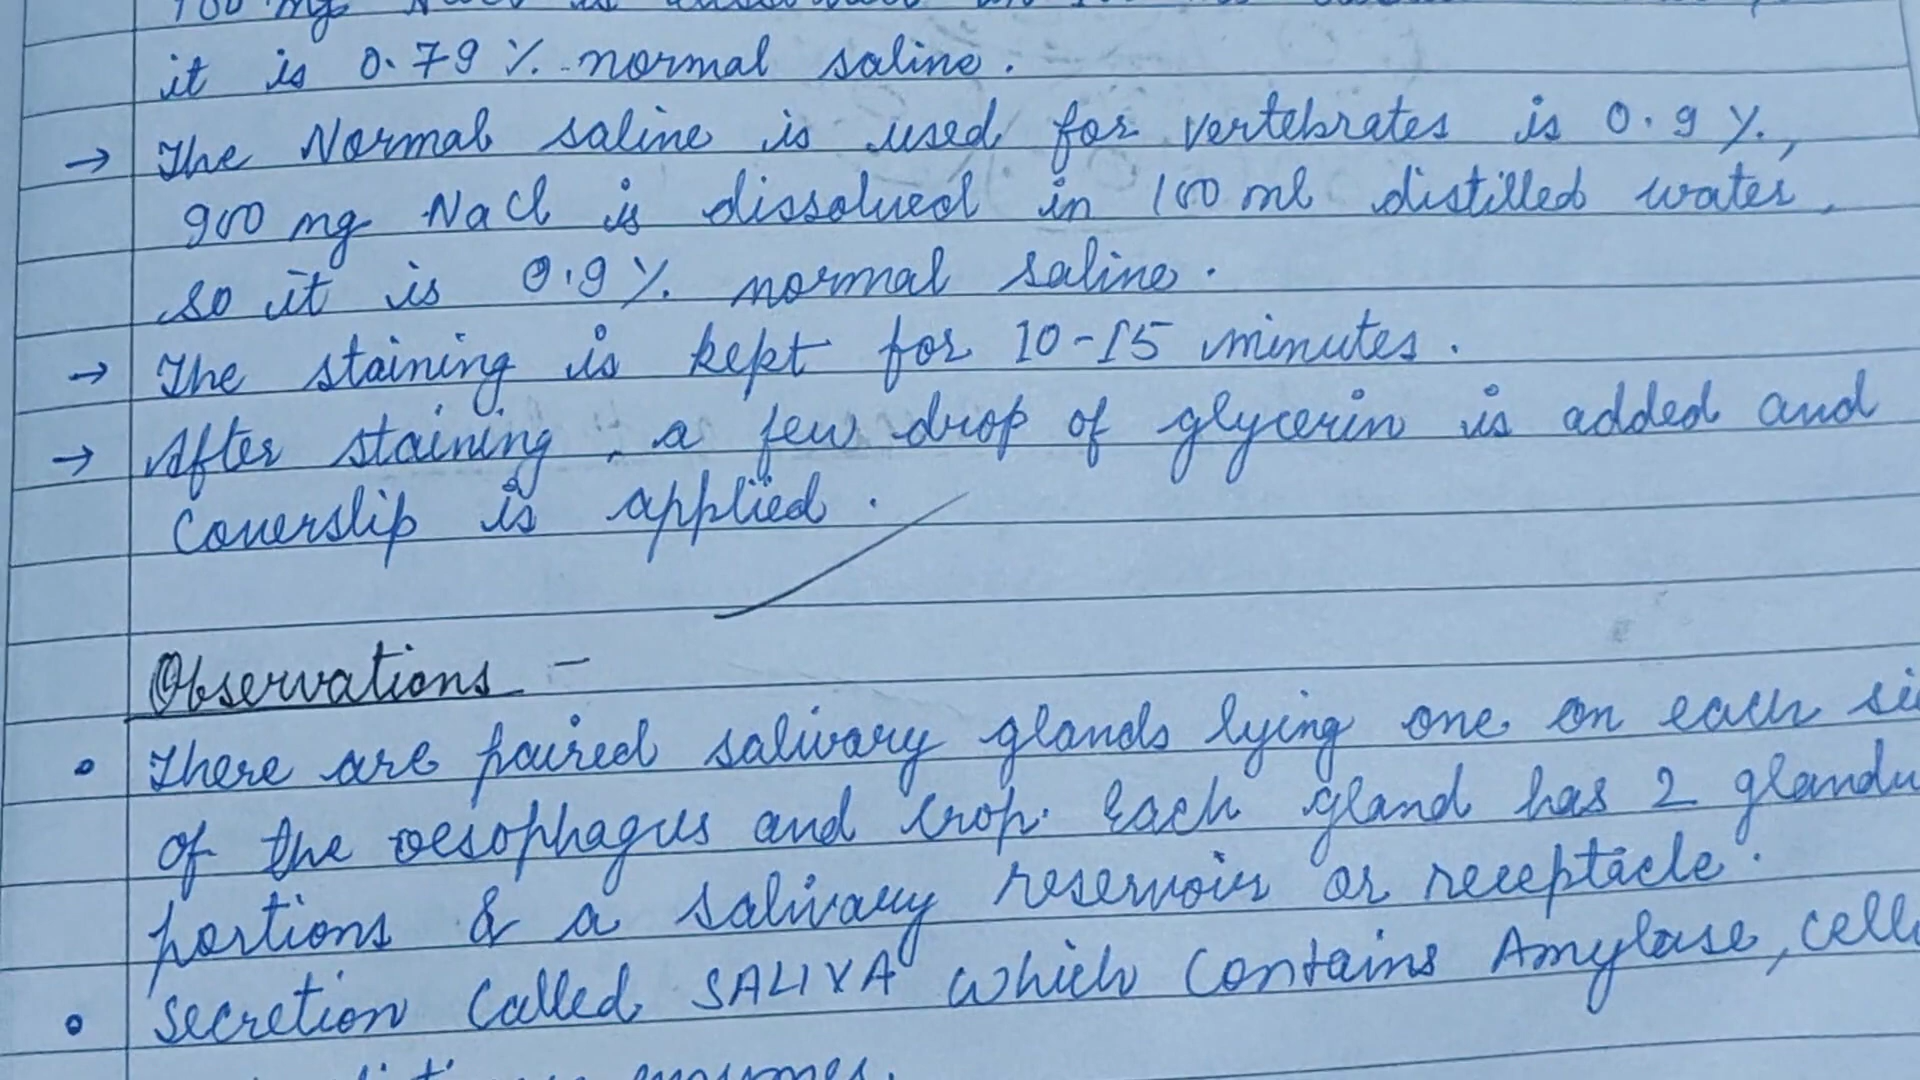 it is 0.79 %. normal saline.
→ The Normal saline is used for vertebrates is 0.9 %,
900 mg NaCl is dissolved in 100 ml distilled water,
so it is 0.9 %. normal saline.
→ The staining is kept for 10-15 minutes.
→ After staining, a few drop of glycerin is added and
Coverslip is applied.
Observations -
• There are paired salivary glands lying one on each si
of the oesophagus and crop. Each gland has 2 glandu
portions & a salivary reservoir or receptacle.
• Secretion Called SALIVA which Contains Amylase, cell
enzymes.